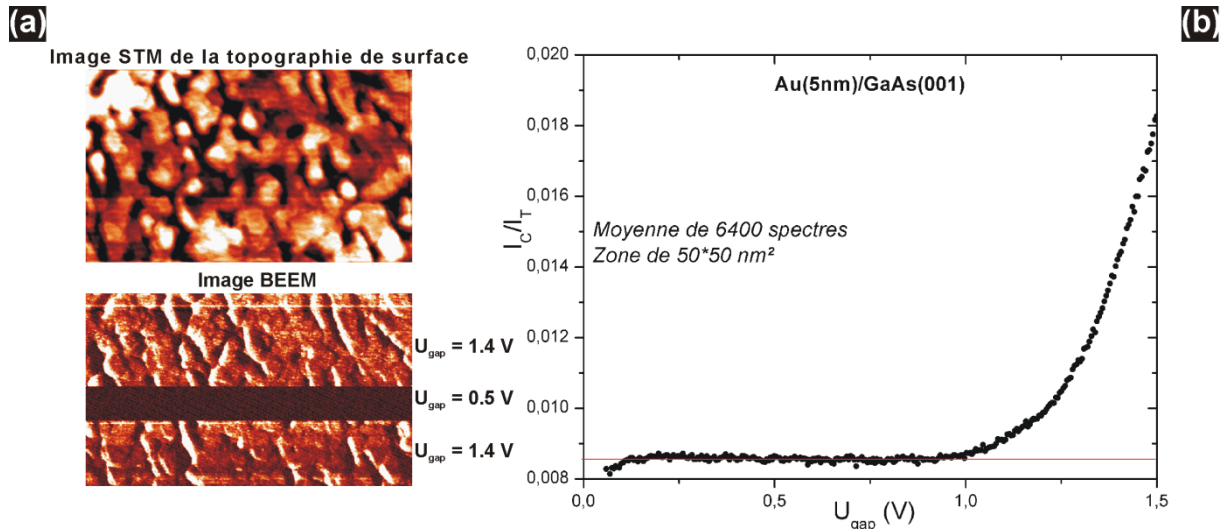 (a)
Image STM de la topographie de surface
Image BEEM
U_gap = 1.4 V
U_gap = 0.5 V
U_gap = 1.4 V
(b)
Au(5nm)/GaAs(001)
Moyenne de 6400 spectres
Zone de 50*50 nm²
I_C/I_T
0,020
0,018
0,016
0,014
0,012
0,010
0,008
0,0
0,5
1,0
1,5
U_gap (V)